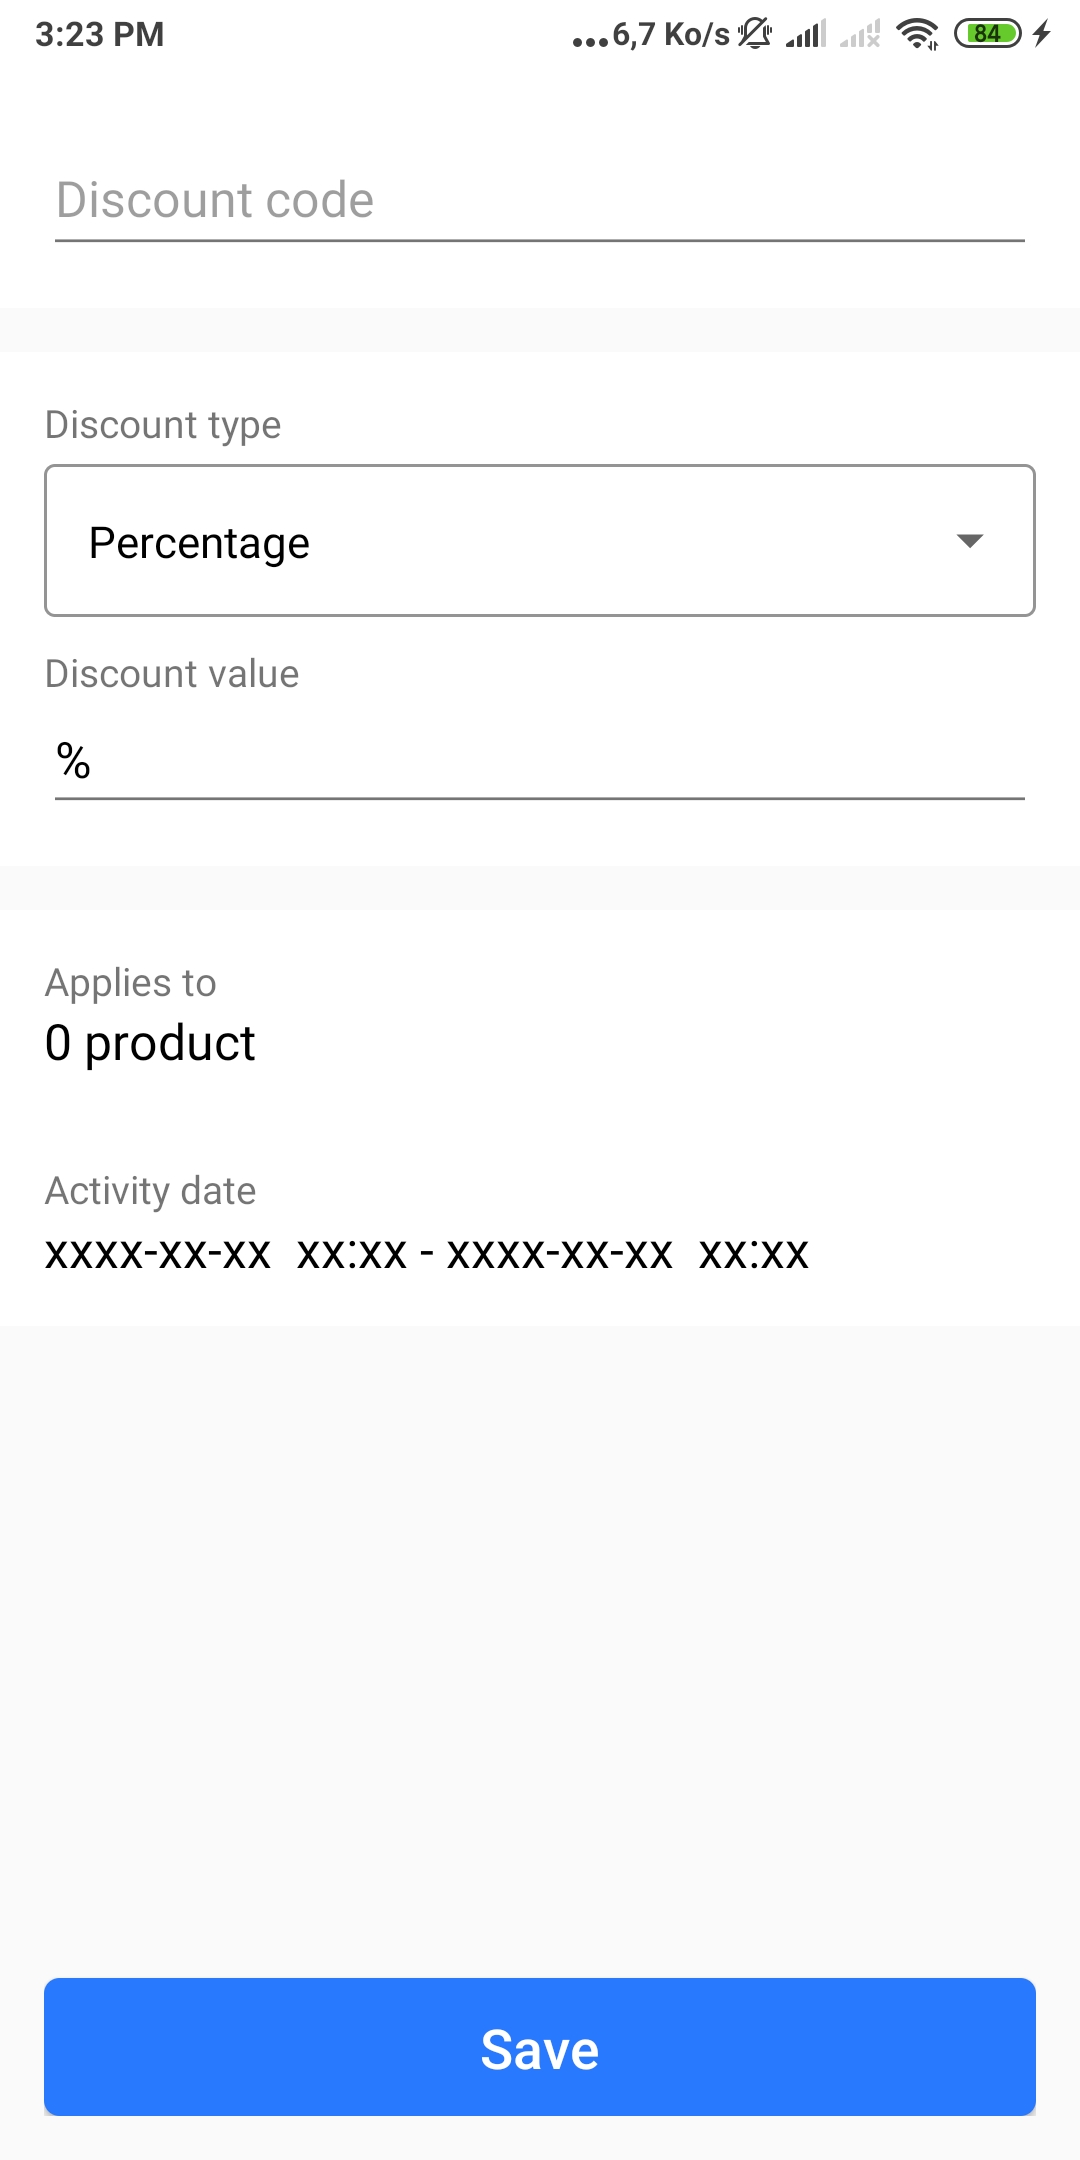 3:23 PM
...6,7 Ko/s
84
Discount code
Discount type
Percentage
Discount value
%
Applies to
0 product
Activity date
xxxx-xx-xx xx:xx - xxxx-xx-xx xx:xx
Save